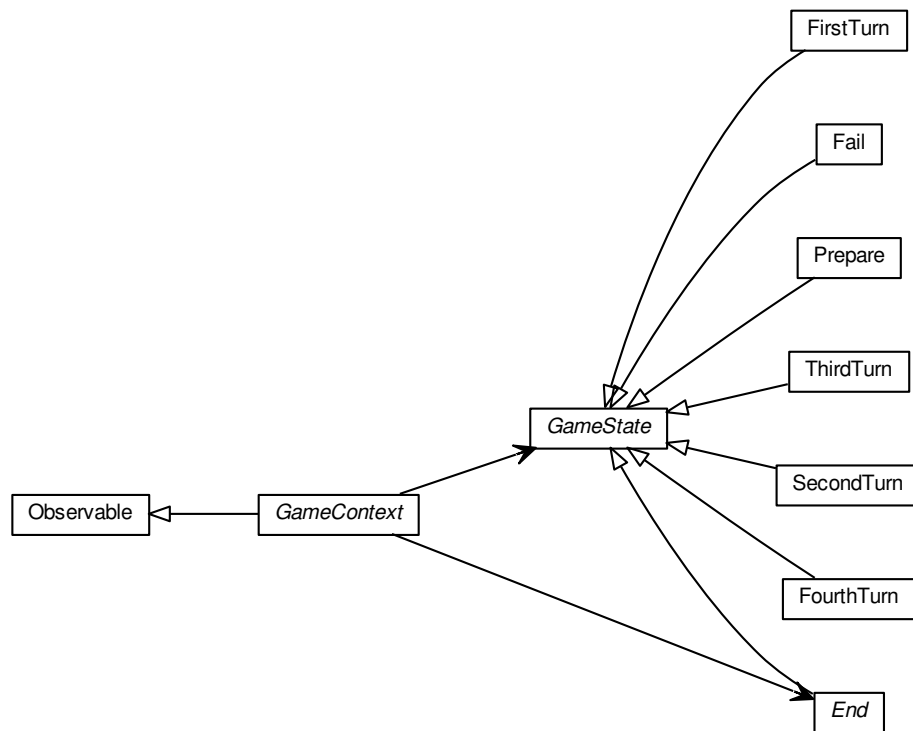 FirstTurn
Fail
Prepare
ThirdTurn
GameState
SecondTurn
Observable
GameContext
FourthTurn
End